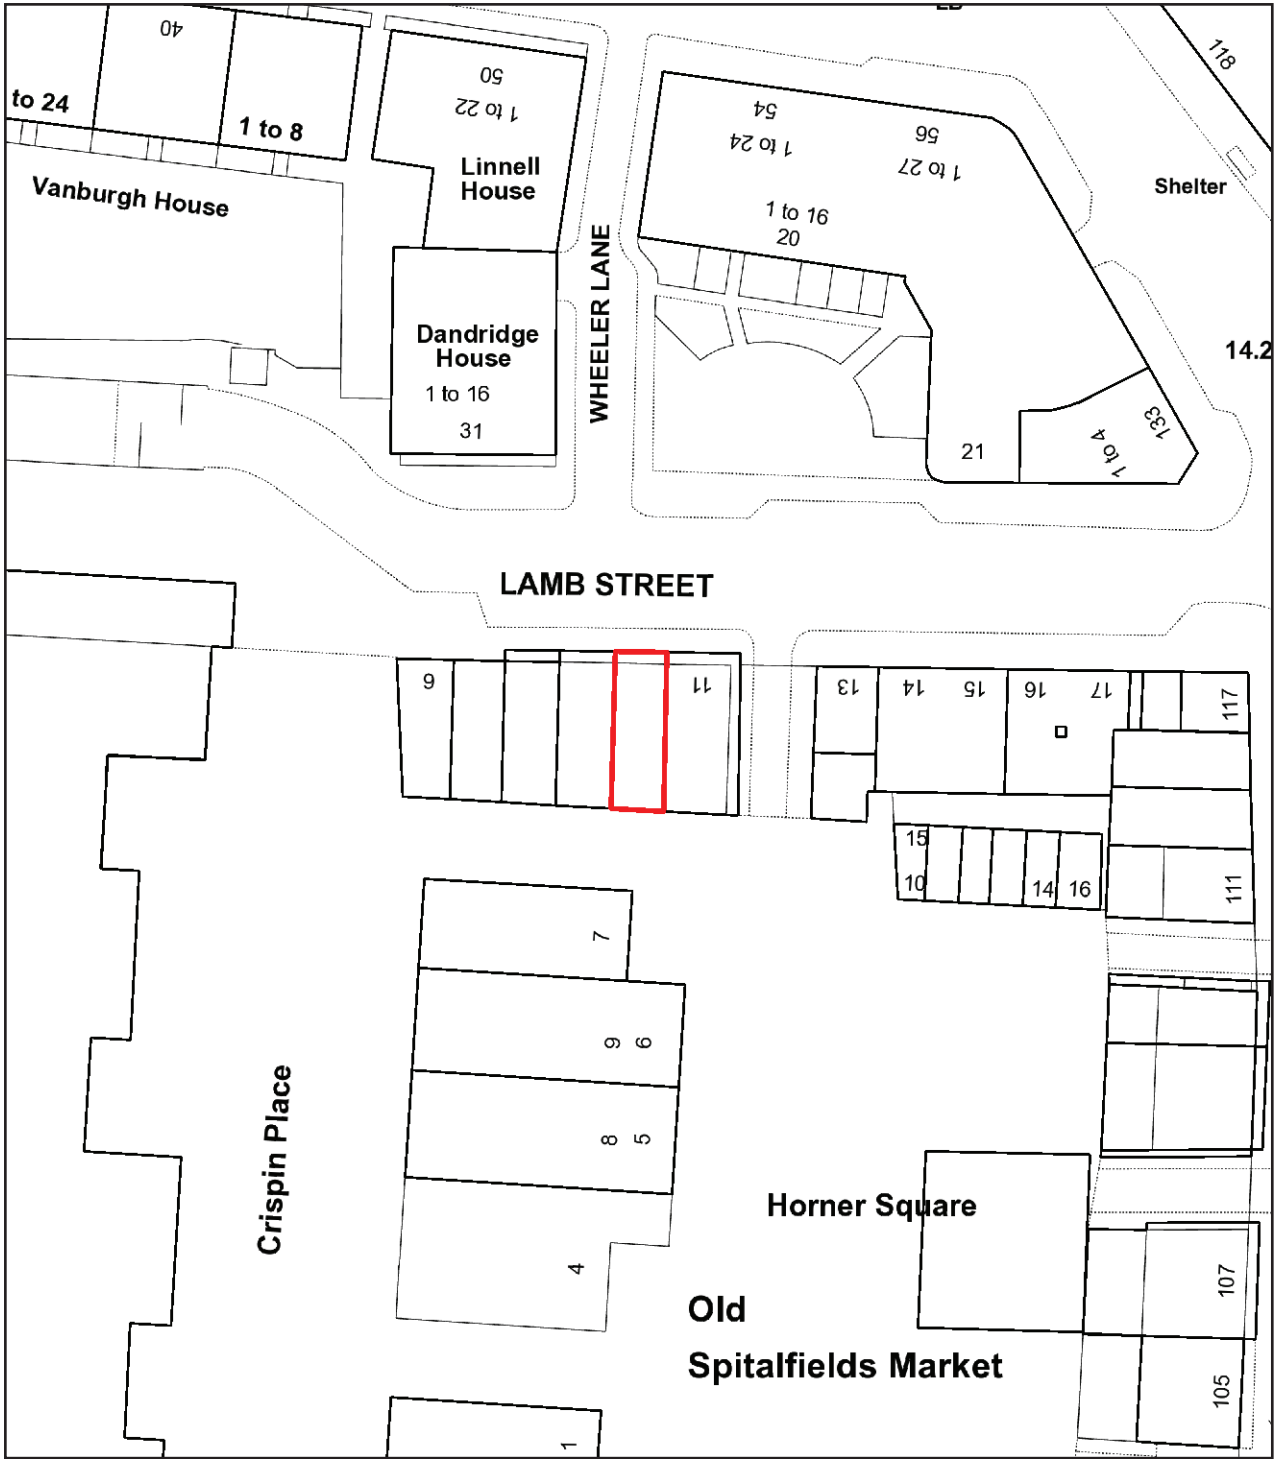 40
to 24
1 to 8
Vanburgh House
50
1 to 22
Linnell
House
54
1 to 24
56
1 to 27
1 to 16
20
118
Shelter
14.2
WHEELER LANE
Dandridge
House
1 to 16
31
21
1 to 4
133
LAMB STREET
6
11
13
14
15
16
17
117
15
10
14
16
111
7
9
6
8
5
4
1
Crispin Place
Horner Square
Old
Spitalfields Market
107
105